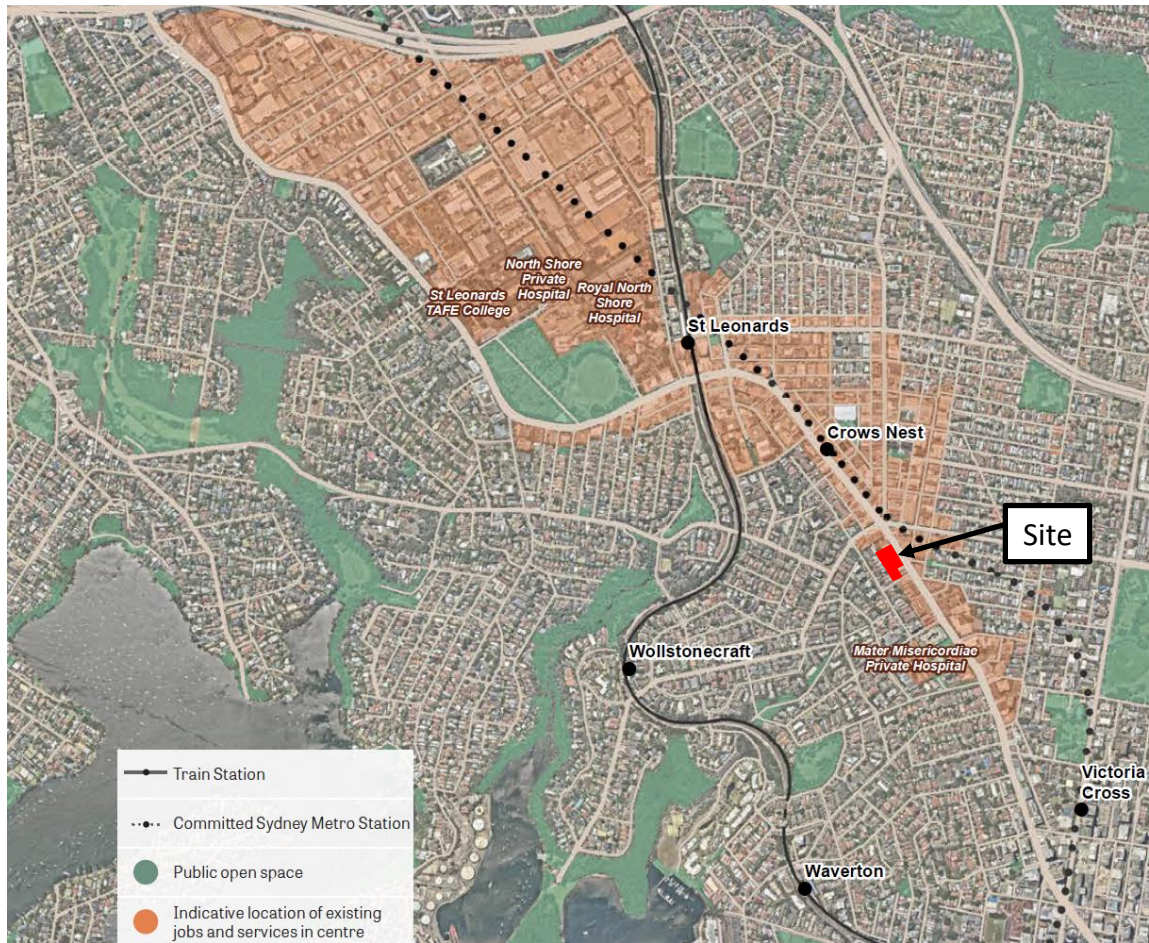 North Shore
Private
Hospital
St Leonards
TAFE College
Royal North
Shore
Hospital
St Leonards
Crows Nest
Site
Wollstonecraft
Mater Misericordiae
Private Hospital
Victoria
Cross
Waverton
Train Station
Committed Sydney Metro Station
Public open space
Indicative location of existing
jobs and services in centre